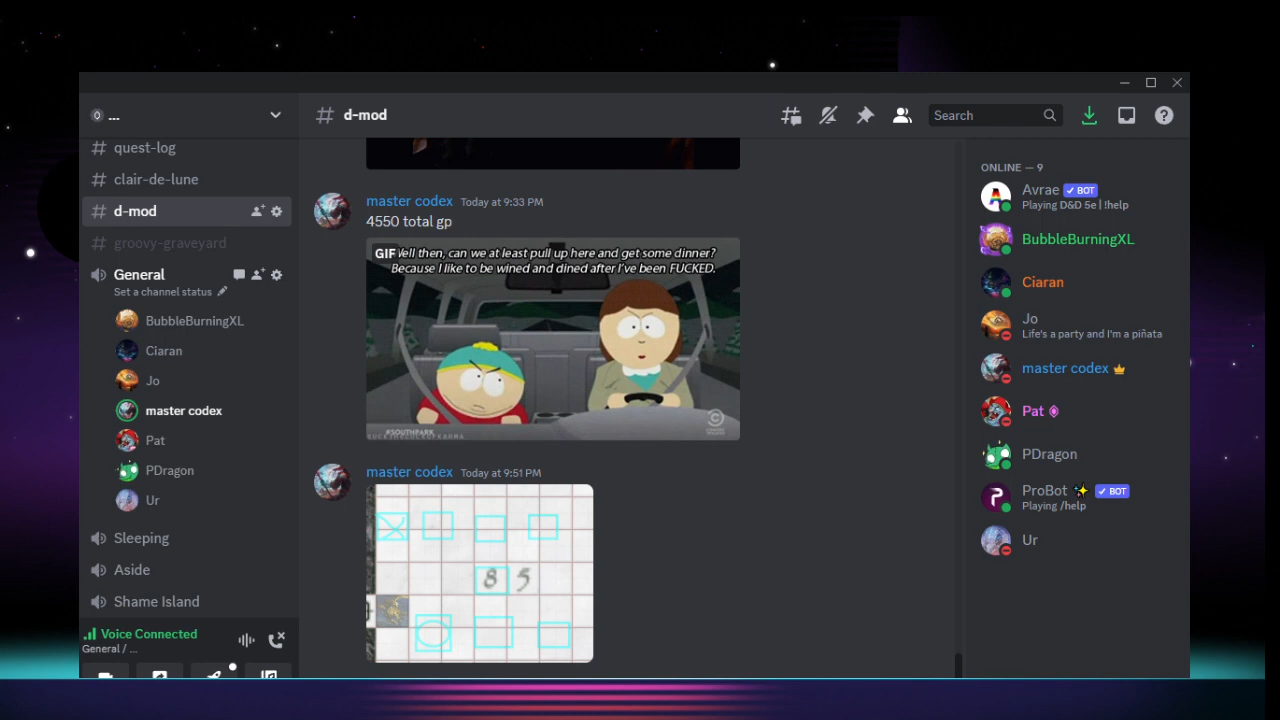 ...
d-mod
Search
quest-log
clair-de-lune
d-mod
groovy-graveyard
General
Set a channel status
BubbleBurningXL
Ciaran
Jo
master codex
Pat
PDragon
Ur
Sleeping
Aside
Shame Island
Voice Connected
General / ...
master codex Today at 9:33 PM
4550 total gp
GIF Well then, can we at least pull up here and get some dinner?
Because I like to be wined and dined after I've been FUCKED.
#SOUTHPARK
master codex Today at 9:51 PM
8 5
ONLINE — 9
Avrae BOT
Playing D&D 5e | !help
BubbleBurningXL
Ciaran
Jo
Life's a party and I'm a piñata
master codex
Pat
PDragon
ProBot ✨ BOT
Playing /help
Ur